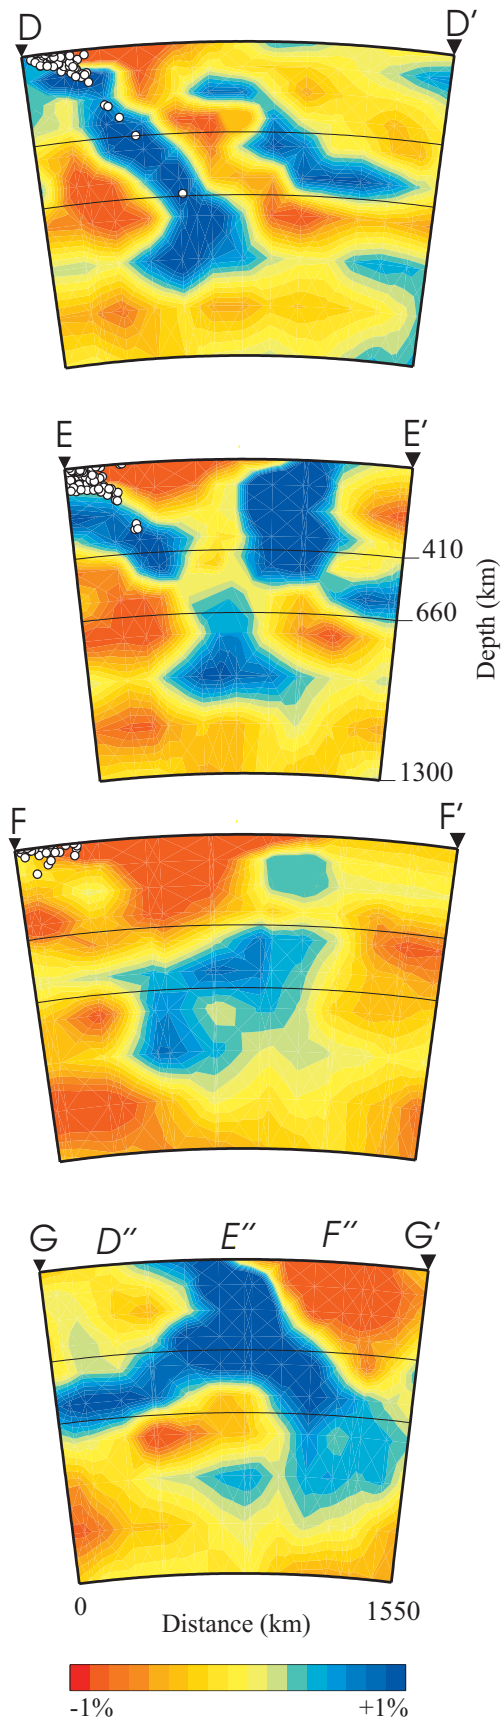 D D'
E E'
410
660
Depth (km)
1300
F F'
G D'' E'' F'' G'
0 1550
Distance (km)
-1% +1%